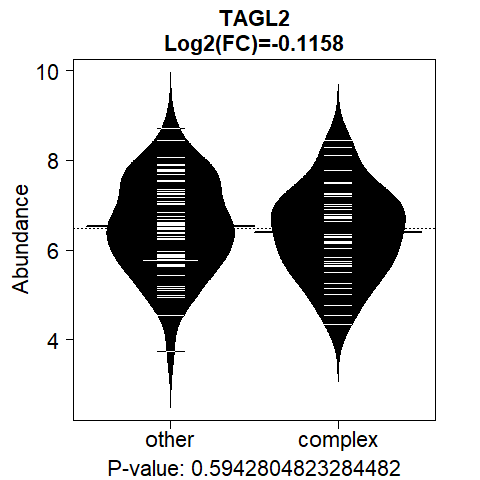 TAGL2
Log2(FC)=-0.1158
Abundance
10
8
6
4
other
complex
P-value: 0.5942804823284482